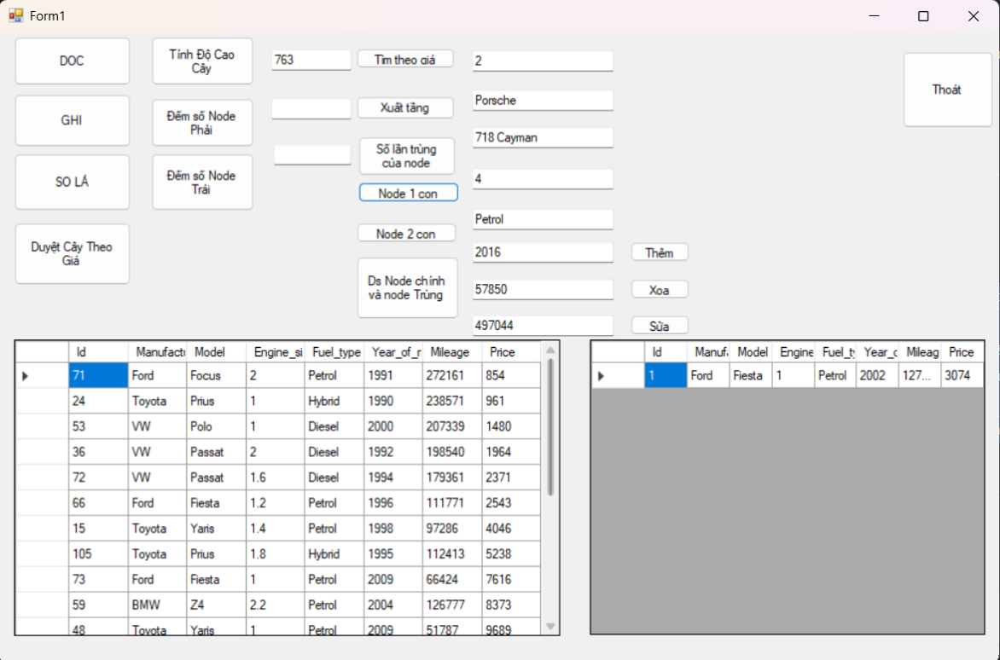 Form1
DOC
Tính Độ Cao
Cây
763
Tìm theo giá
2
Thoát
GHI
Đếm số Node
Phải
Xuất tầng
Porsche
718 Cayman
SO LÁ
Đếm số Node
Trái
Số lần trùng
của node
Node 1 con
4
Node 2 con
Petrol
Duyệt Cây Theo
Giá
2016
Thêm
Ds Node chính
và node Trùng
57850
Xoa
497044
Sửa
Id Manufactu Model Engine_si Fuel_type Year_of_r Mileage Price
71 Ford Focus 2 Petrol 1991 272161 854
24 Toyota Prius 1 Hybrid 1990 238571 961
53 VW Polo 1 Diesel 2000 207339 1480
36 VW Passat 2 Diesel 1992 198540 1964
72 VW Passat 1.6 Diesel 1994 179361 2371
66 Ford Fiesta 1.2 Petrol 1996 111771 2543
15 Toyota Yaris 1.4 Petrol 1998 97286 4046
105 Toyota Prius 1.8 Hybrid 1995 112413 5238
73 Ford Fiesta 1 Petrol 2009 66424 7616
59 BMW Z4 2.2 Petrol 2004 126777 8373
48 Toyota Yaris 1 Petrol 2009 51787 9689
Id Manufa Model Engine Fuel_ty Year_o Mileag Price
1 Ford Fiesta 1 Petrol 2002 127... 3074